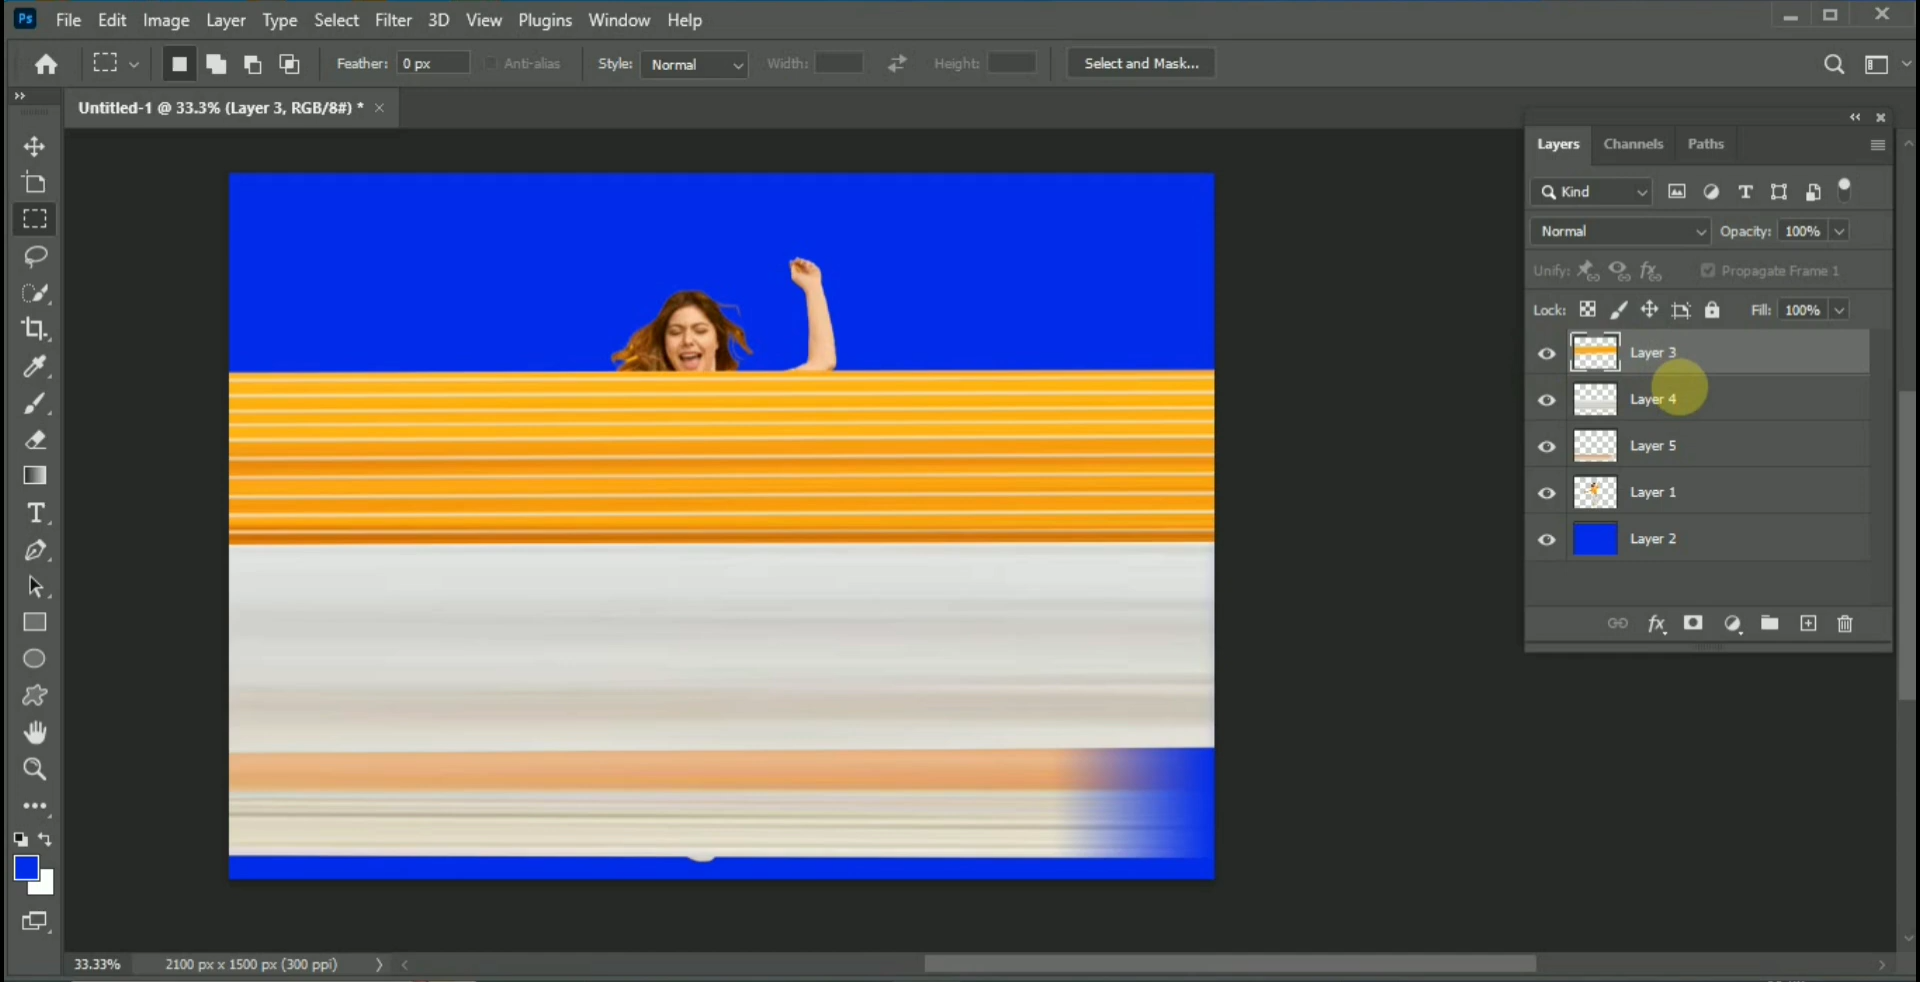 Ps File Edit Image Layer Type Select Filter 3D View Plugins Window Help
Feather: 0 px Anti-alias Style: Normal Width: Height: Select and Mask...
Untitled-1 @ 33.3% (Layer 3, RGB/8#) *
Layers Channels Paths
Kind
Normal Opacity: 100%
Unify: Propagate Frame 1
Lock: Fill: 100%
Layer 3
Layer 4
Layer 5
Layer 1
Layer 2
33.33% 2100 px x 1500 px (300 ppi)